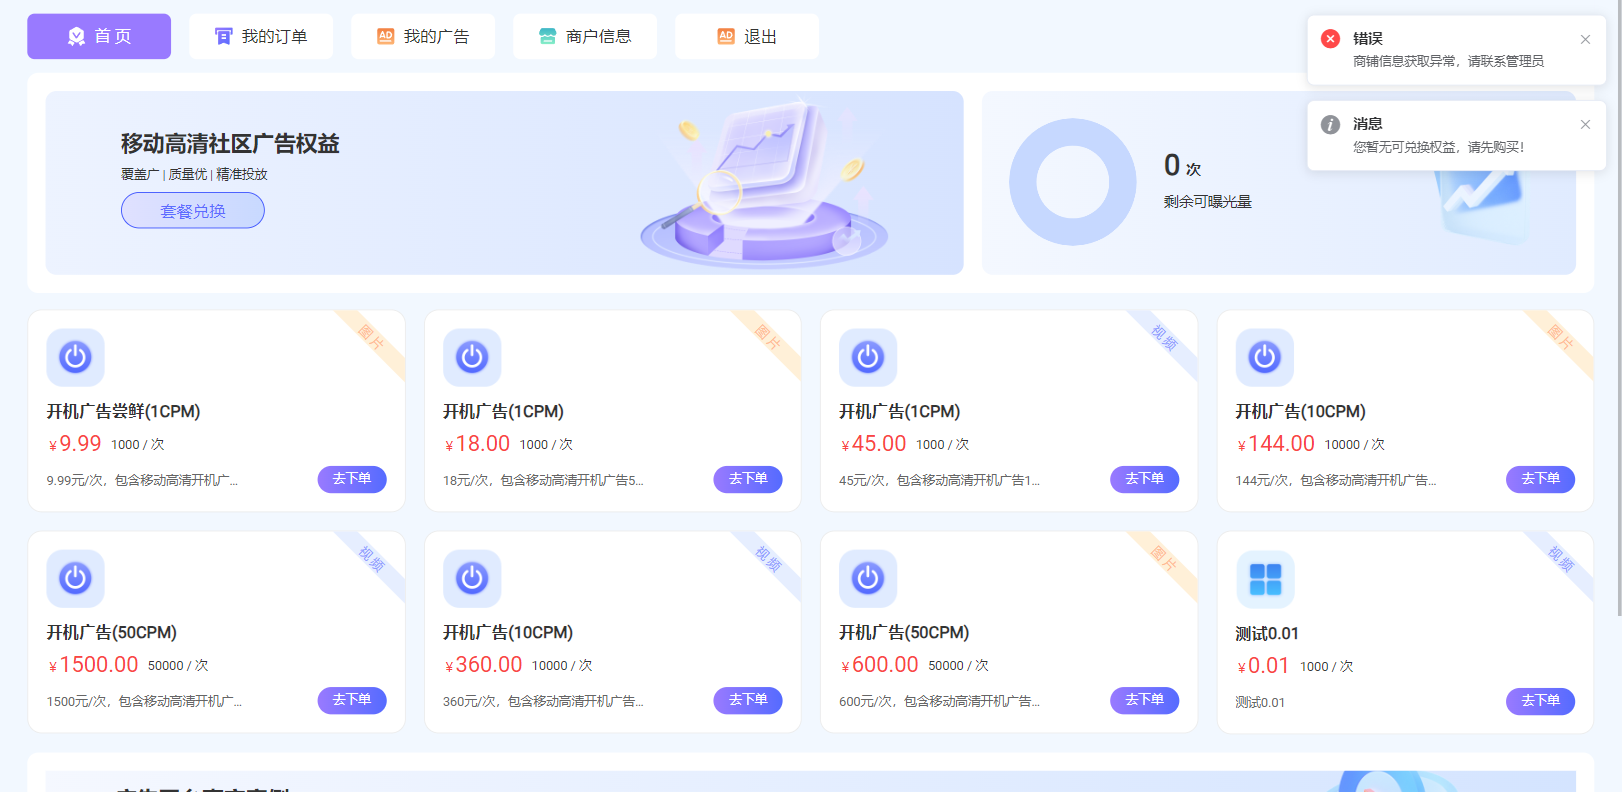 首 页
我的订单
我的广告
商户信息
退出
错误
商铺信息获取异常，请联系管理员
消息
您暂无可兑换权益，请先购买！
移动高清社区广告权益
覆盖广 | 质量优 | 精准投放
套餐兑换
0 次
剩余可曝光量
图片
开机广告尝鲜(1CPM)
¥9.99 1000 / 次
9.99元/次，包含移动高清开机广...
去下单
图片
开机广告(1CPM)
¥18.00 1000 / 次
18元/次，包含移动高清开机广告5...
去下单
视频
开机广告(1CPM)
¥45.00 1000 / 次
45元/次，包含移动高清开机广告1...
去下单
图片
开机广告(10CPM)
¥144.00 10000 / 次
144元/次，包含移动高清开机广告...
去下单
视频
开机广告(50CPM)
¥1500.00 50000 / 次
1500元/次，包含移动高清开机广...
去下单
视频
开机广告(10CPM)
¥360.00 10000 / 次
360元/次，包含移动高清开机广告...
去下单
图片
开机广告(50CPM)
¥600.00 50000 / 次
600元/次，包含移动高清开机广告...
去下单
视频
测试0.01
¥0.01 1000 / 次
测试0.01
去下单